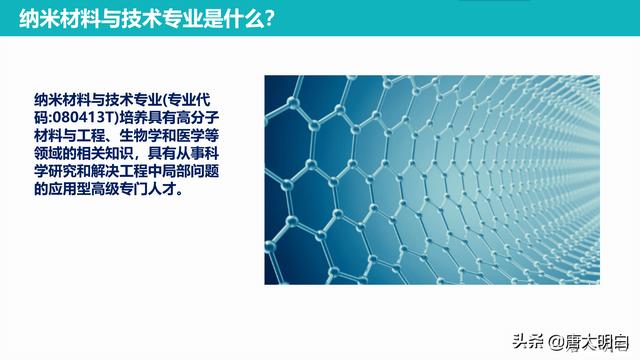 纳米材料与技术专业是什么?
纳米材料与技术专业(专业代
码:080413T)培养具有高分子
材料与工程、生物学和医学等
领域的相关知识，具有从事科
学研究和解决工程中局部问题
的应用型高级专门人才。
头条@唐大明白